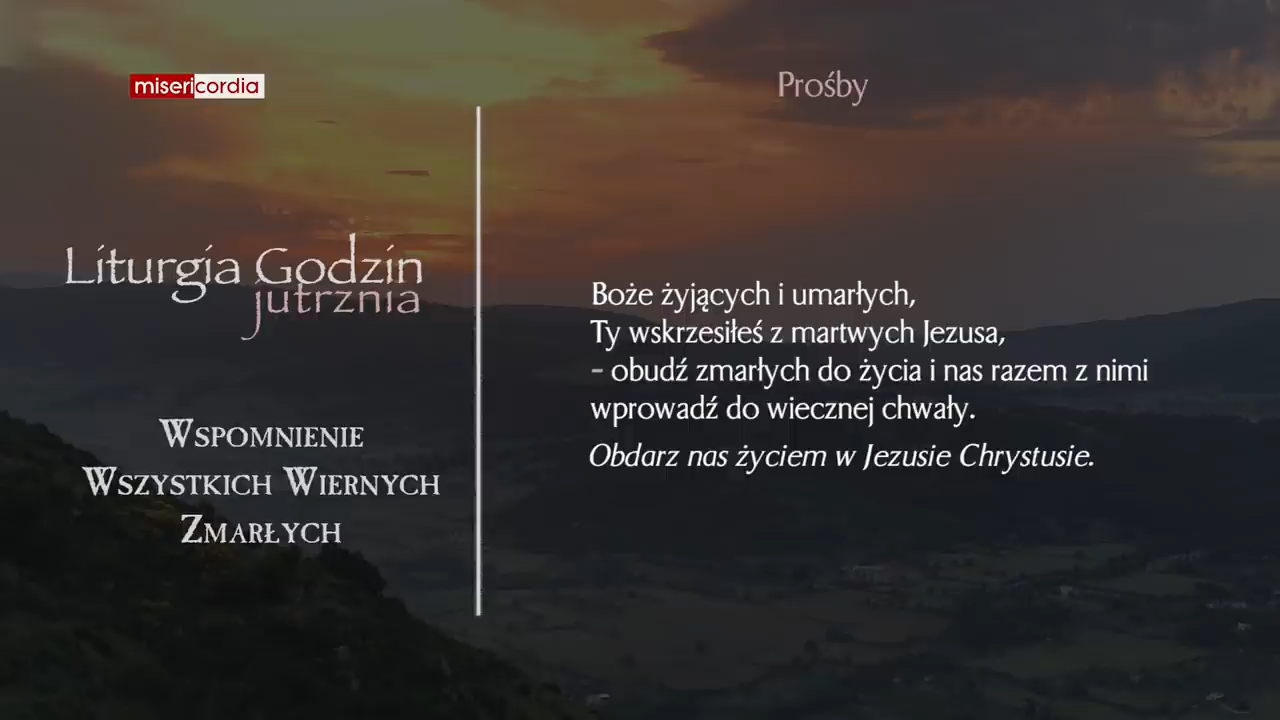 misericordia
Liturgia Godzin
jutrznia
Wspomnienie
Wszystkich Wiernych
Zmarłych
Prośby
Boże żyjących i umarłych,
Ty wskrzesiłeś z martwych Jezusa,
– obudź zmarłych do życia i nas razem z nimi
wprowadź do wiecznej chwały.
Obdarz nas życiem w Jezusie Chrystusie.